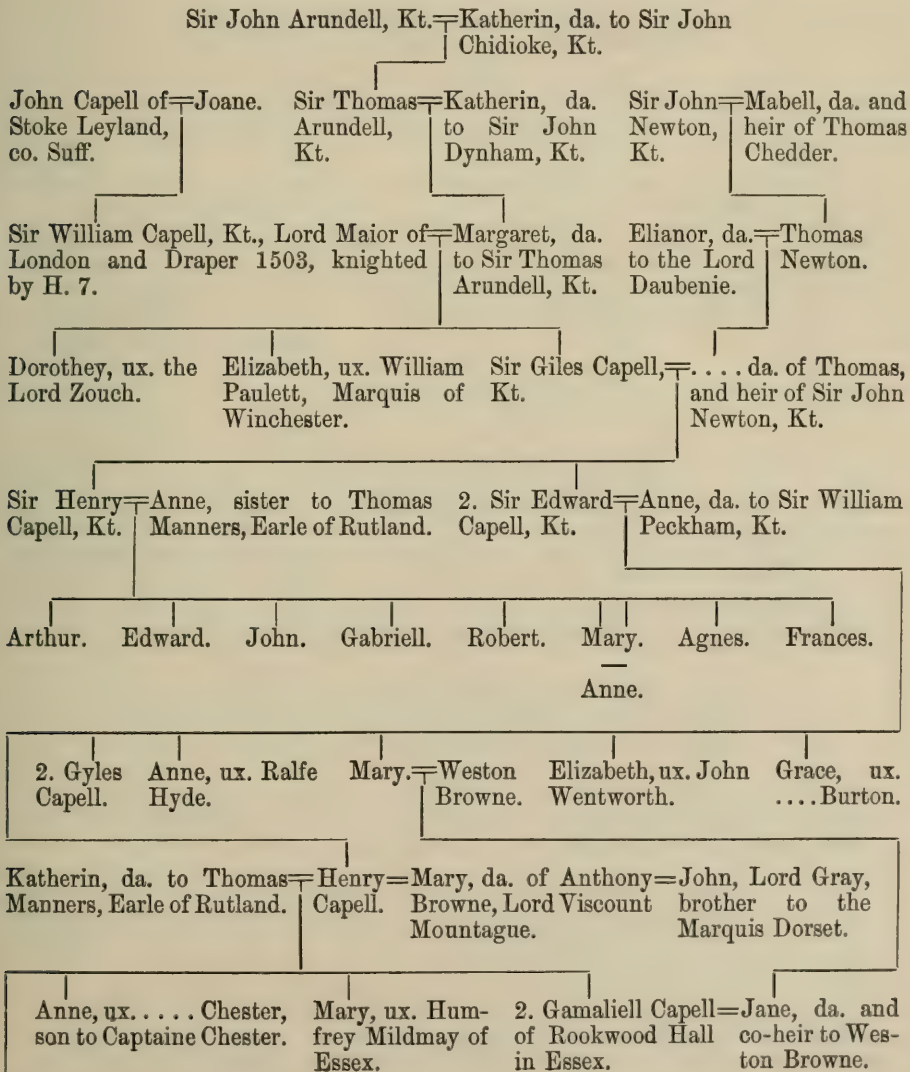 Sir John Arundell, Kt.=Katherin, da. to Sir John
Chidioke, Kt.
John Capell of=Joane.
Stoke Leyland,
co. Suff.
Sir Thomas=Katherin, da.
Arundell, to Sir John
Kt. Dynham, Kt.
Sir John=Mabell, da. and
Newton, heir of Thomas
Kt. Chedder.
Sir William Capell, Kt., Lord Maior of=Margaret, da.
London and Draper 1503, knighted to Sir Thomas
by H. 7. Arundell, Kt.
Elianor, da.=Thomas
to the Lord Newton.
Daubenie.
Dorothey, ux. the
Lord Zouch.
Elizabeth, ux. William
Paulett, Marquis of
Winchester.
Sir Giles Capell,=. . . . da. of Thomas,
Kt. and heir of Sir John
Newton, Kt.
Sir Henry=Anne, sister to Thomas
Capell, Kt. Manners, Earle of Rutland.
2. Sir Edward=Anne, da. to Sir William
Capell, Kt. Peckham, Kt.
Arthur. Edward. John. Gabriell. Robert. Mary. Agnes. Frances.
Anne.
2. Gyles
Capell.
Anne, ux. Ralfe
Hyde.
Mary.=Weston
Browne.
Elizabeth, ux. John
Wentworth.
Grace, ux.
. . . . Burton.
Katherin, da. to Thomas=Henry=Mary, da. of Anthony=John, Lord Gray,
Manners, Earle of Rutland. Capell. Browne, Lord Viscount brother to the
Mountague. Marquis Dorset.
Anne, ux. . . . . Chester,
son to Captaine Chester.
Mary, ux. Hum-
frey Mildmay of
Essex.
2. Gamaliell Capell=Jane, da. and
of Rookwood Hall co-heir to Wes-
in Essex. ton Browne.